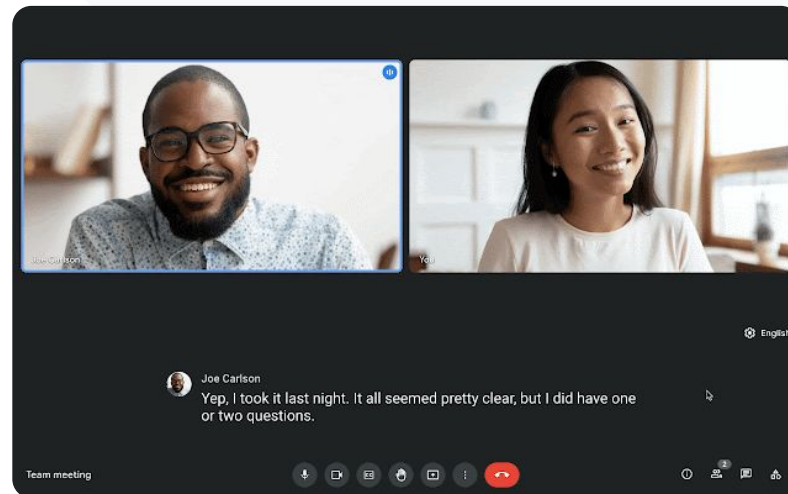 Joe Carlson
You
English
Joe Carlson
Yep, I took it last night. It all seemed pretty clear, but I did have one
or two questions.
Team meeting
2